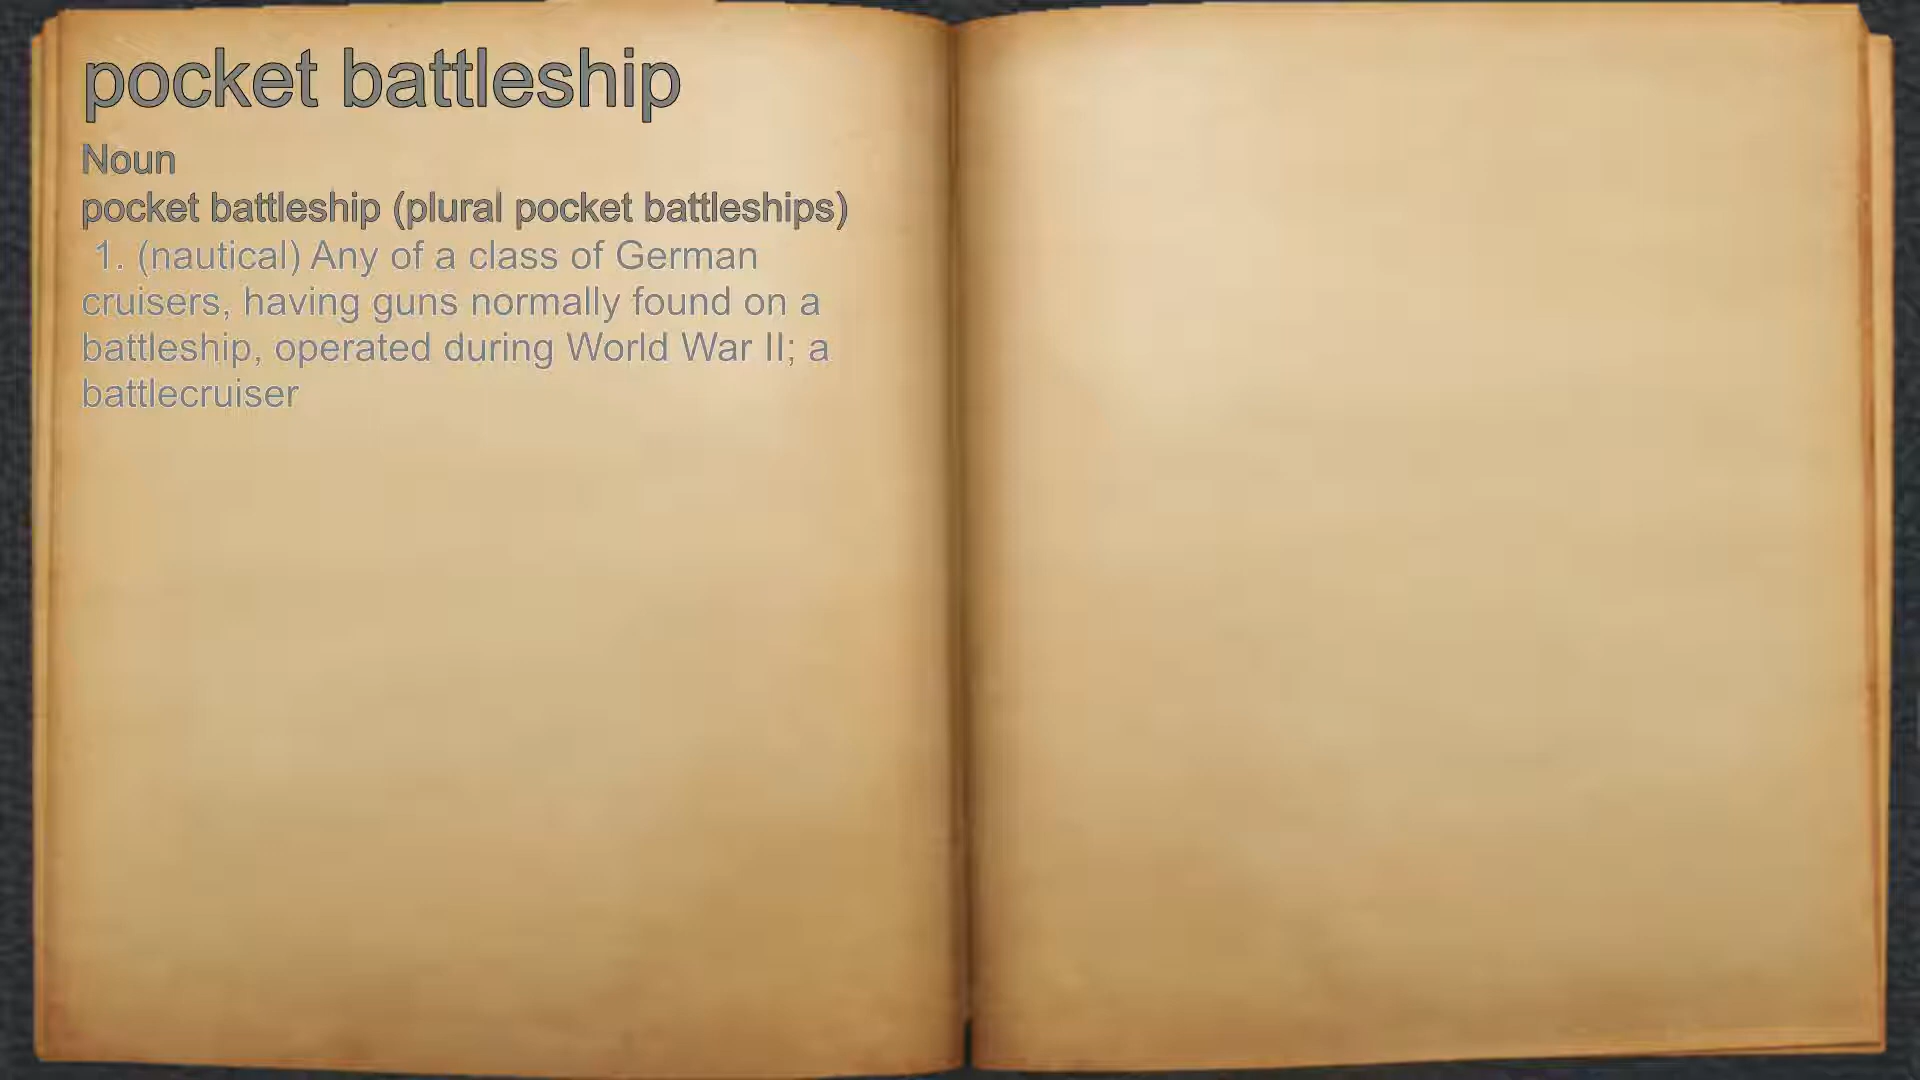 pocket battleship
Noun
pocket battleship (plural pocket battleships)
1. (nautical) Any of a class of German
cruisers, having guns normally found on a
battleship, operated during World War II; a
battlecruiser